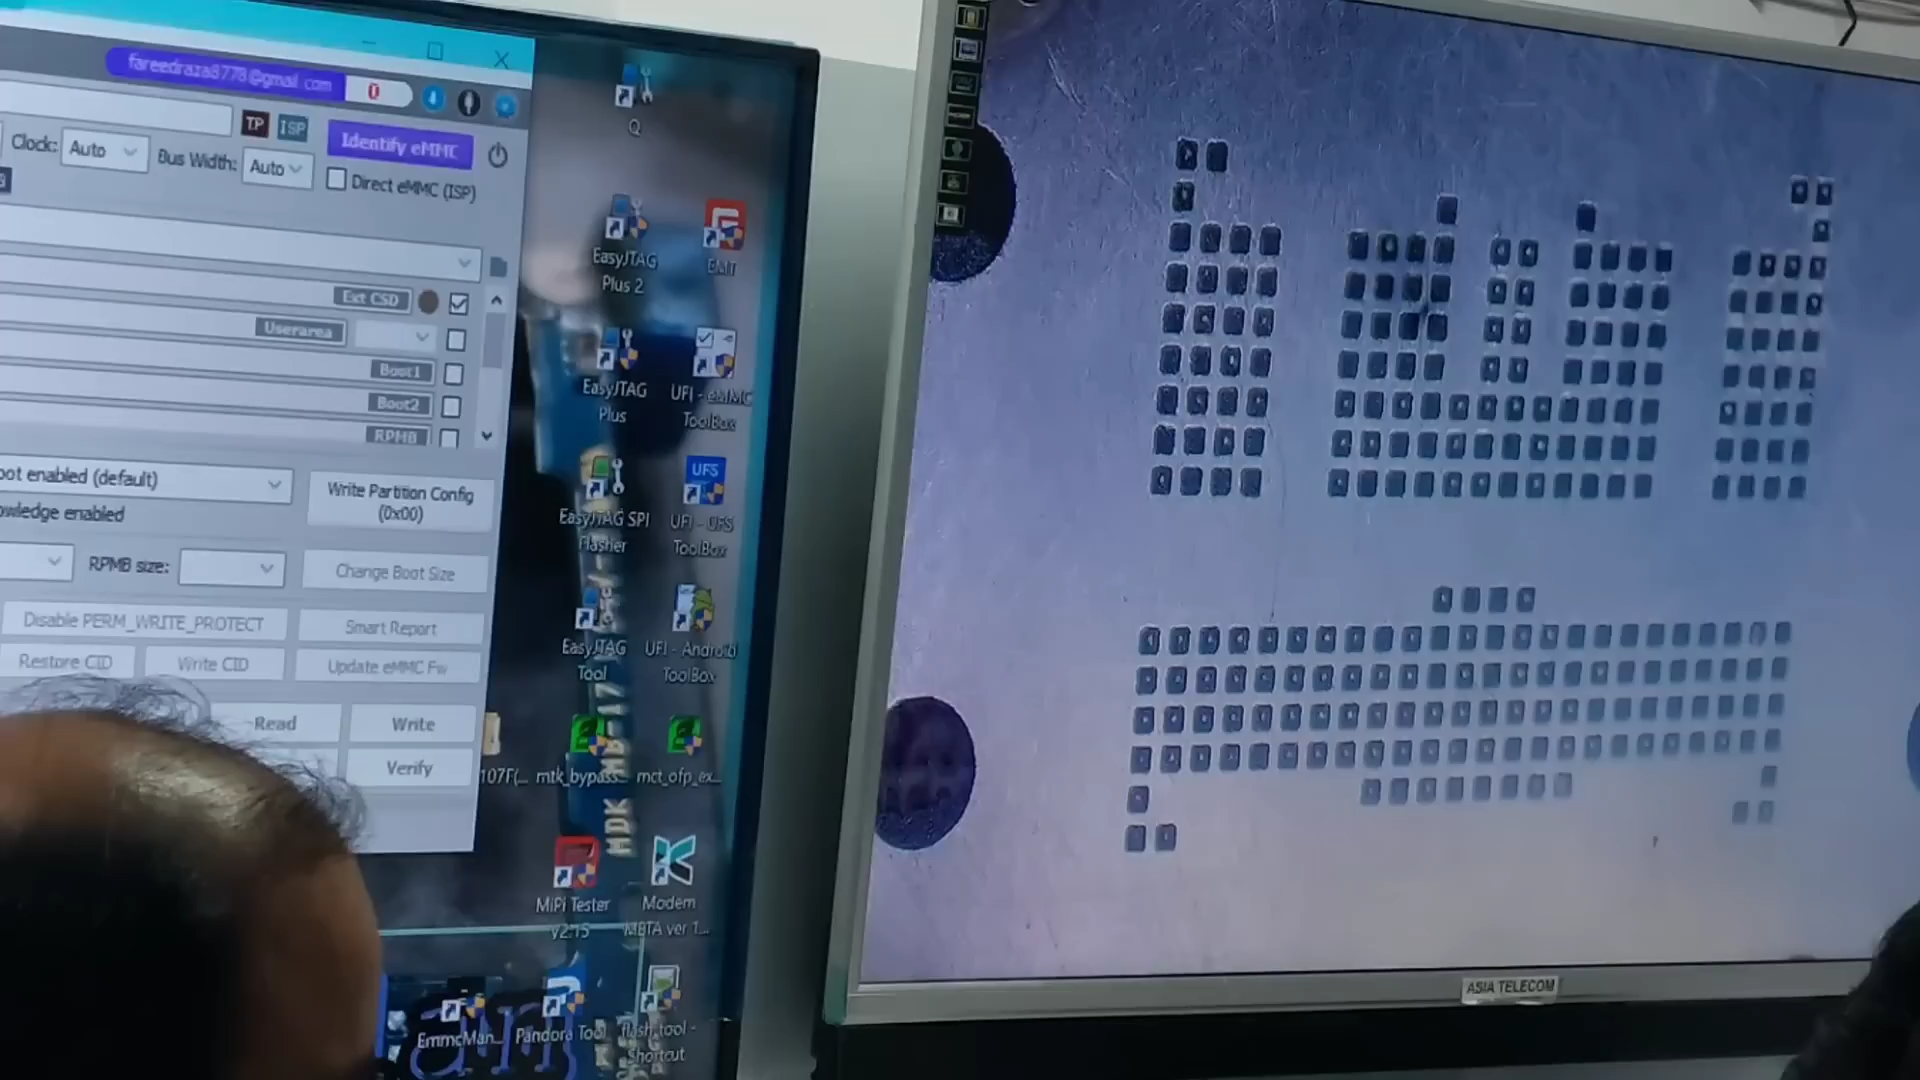 fareedraza8778@gmail.com
0
TP
ISP
Identify eMMC
Clock:
Auto
Bus Width:
Auto
Direct eMMC (ISP)
Ext CSD
Userarea
Boot1
Boot2
RPMB
oot enabled (default)
Write Partition Config
(0x00)
owledge enabled
RPMB size:
Change Boot Size
Disable PERM_WRITE_PROTECT
Smart Report
Restore CID
Write CID
Update eMMC Fw
Read
Write
Verify
Q
EasyJTAG
Plus 2
EMT
EasyJTAG
Plus
UFI - eMMC
ToolBox
EasyJTAG SPI
Flasher
UFS
UFI - UFS
ToolBox
EasyJTAG
Tool
UFI - Android
ToolBox
107F(...
mtk_bypass...
mct_ofp_ex...
MiPi Tester
v2.15
Modem
META ver 1...
EmmcMan...
Pandora Tool
flash_tool -
Shortcut
ASIA TELECOM